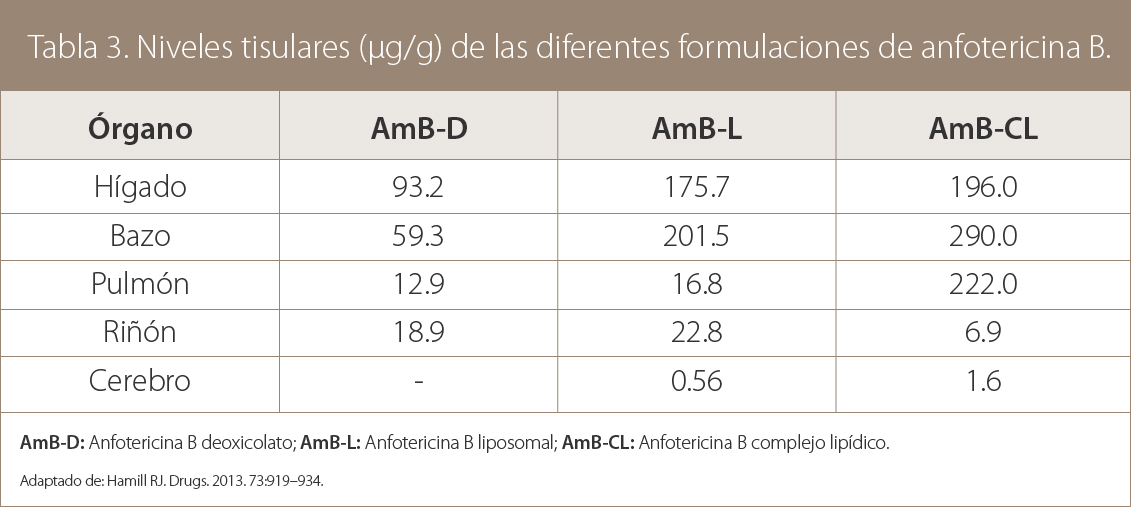 Tabla 3. Niveles tisulares (µg/g) de las diferentes formulaciones de anfotericina B.
Órgano AmB-D AmB-L AmB-CL
Hígado 93.2 175.7 196.0
Bazo 59.3 201.5 290.0
Pulmón 12.9 16.8 222.0
Riñón 18.9 22.8 6.9
Cerebro - 0.56 1.6
AmB-D: Anfotericina B deoxicolato; AmB-L: Anfotericina B liposomal; AmB-CL: Anfotericina B complejo lipídico.
Adaptado de: Hamill RJ. Drugs. 2013. 73:919–934.